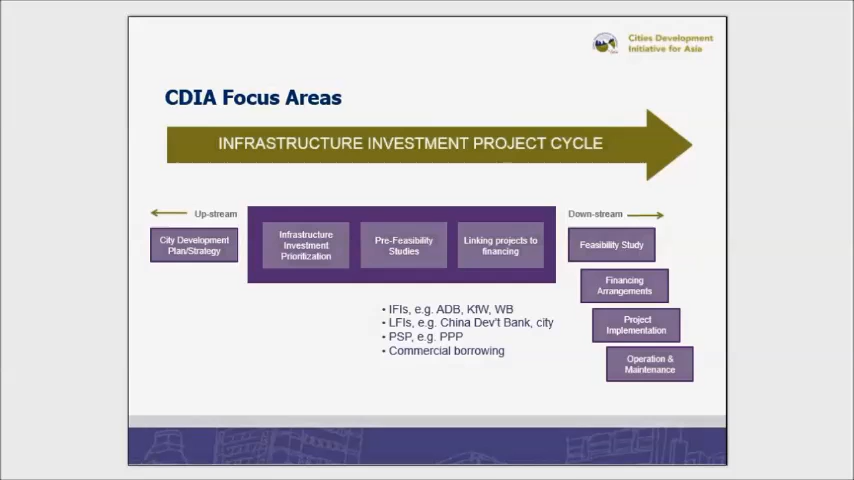 Cities Development
Initiative for Asia
CDIA Focus Areas
INFRASTRUCTURE INVESTMENT PROJECT CYCLE
Up-stream
Down-stream
City Development
Plan/Strategy
Infrastructure
Investment
Prioritization
Pre-Feasibility
Studies
Linking projects to
financing
Feasibility Study
Financing
Arrangements
Project
Implementation
Operation &
Maintenance
• IFIs, e.g. ADB, KfW, WB
• LFIs, e.g. China Dev't Bank, city
• PSP, e.g. PPP
• Commercial borrowing